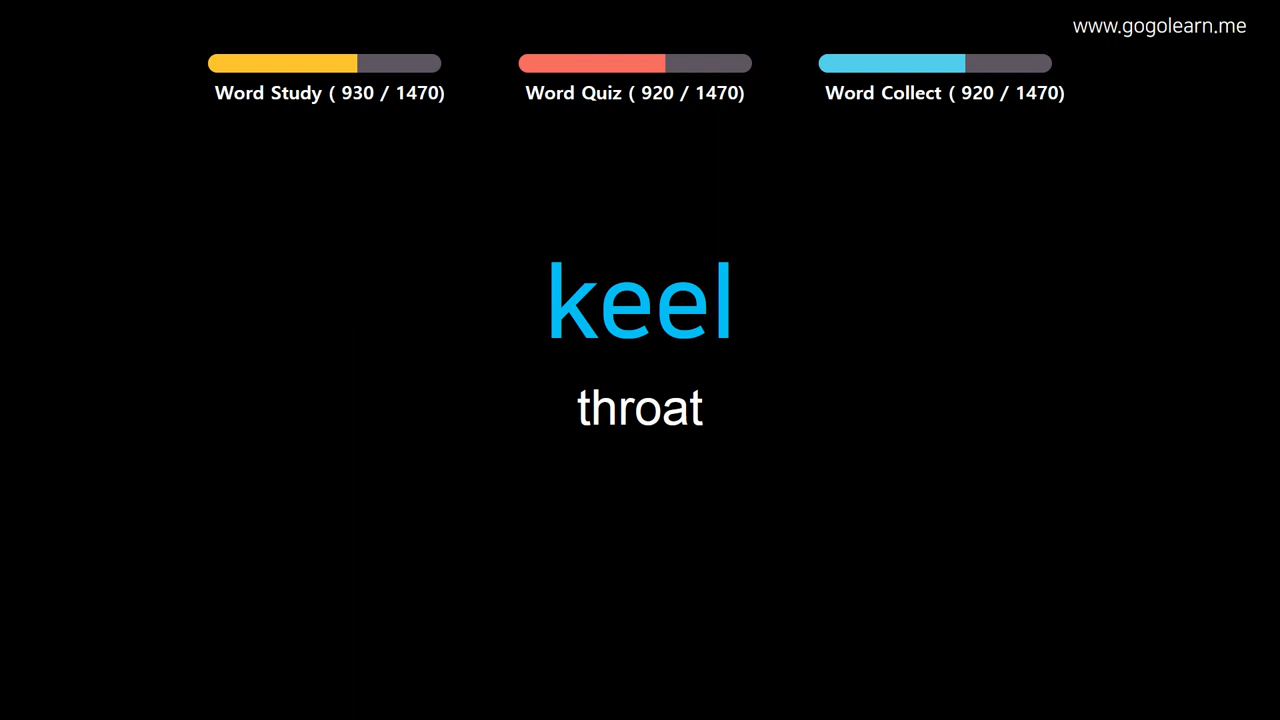 www.gogolearn.me
Word Study ( 930 / 1470)
Word Quiz ( 920 / 1470)
Word Collect ( 920 / 1470)
keel
throat